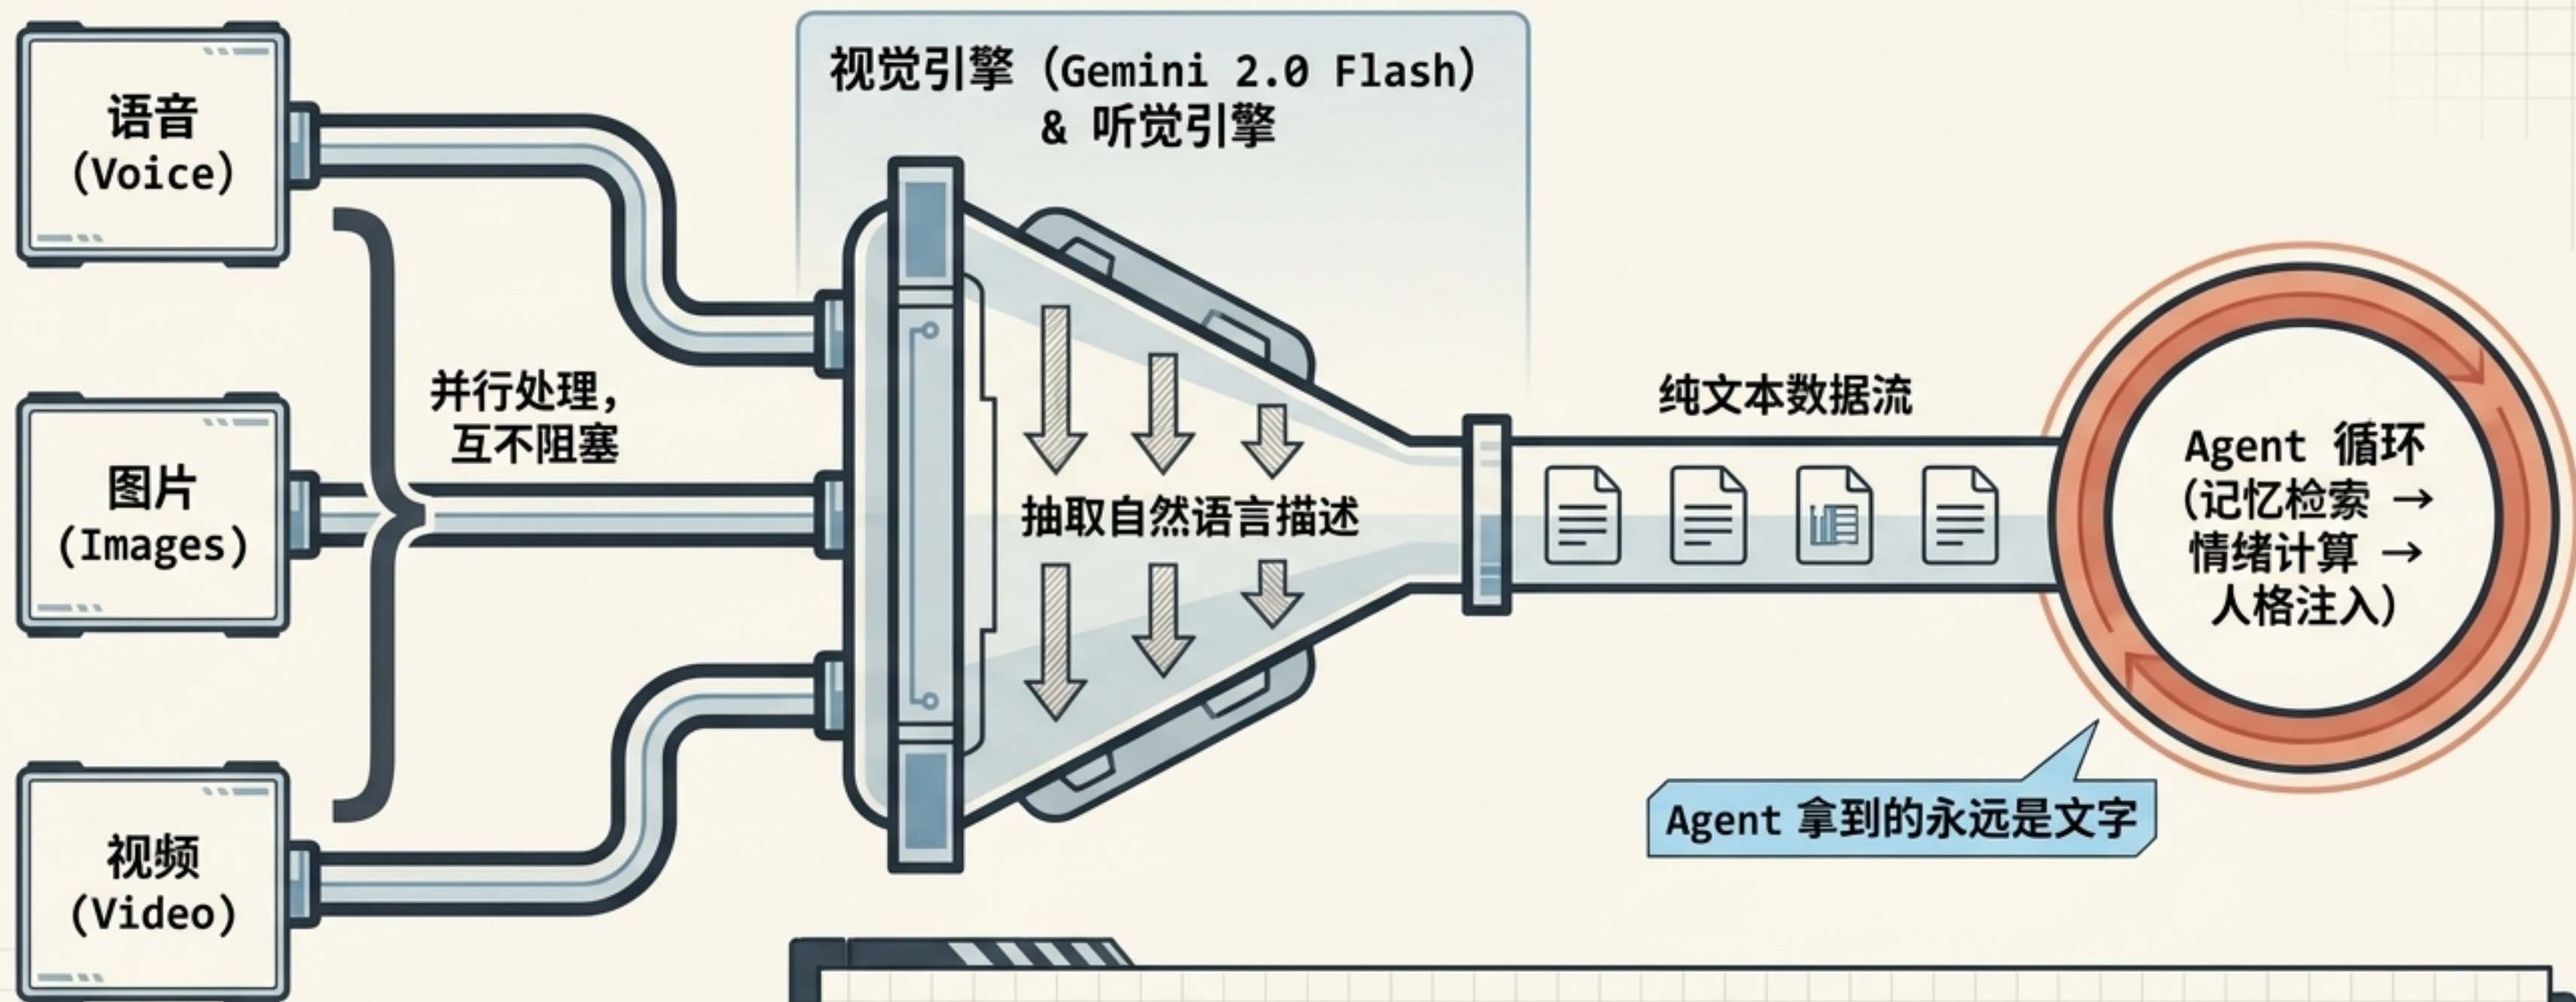 语音
(Voice)
图片
(Images)
视频
(Video)
并行处理，
互不阻塞
视觉引擎（Gemini 2.0 Flash）
& 听觉引擎
抽取自然语言描述
纯文本数据流
Agent 循环
（记忆检索 →
情绪计算 →
人格注入）
Agent 拿到的永远是文字